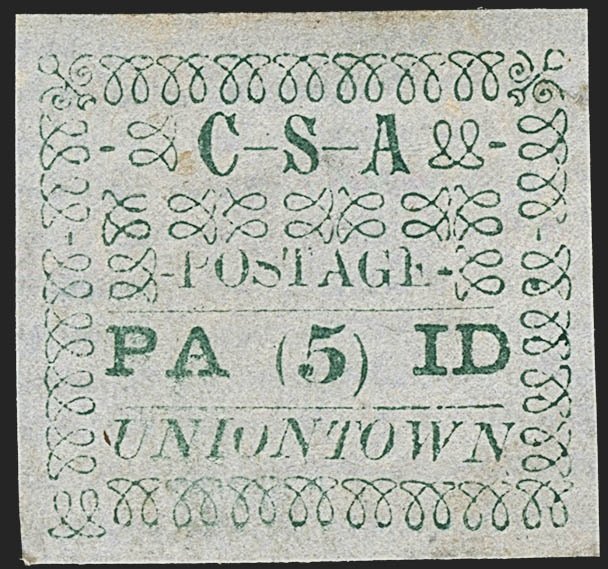 C-S-A
-POSTAGE-
PA (5) ID
UNIONTOWN